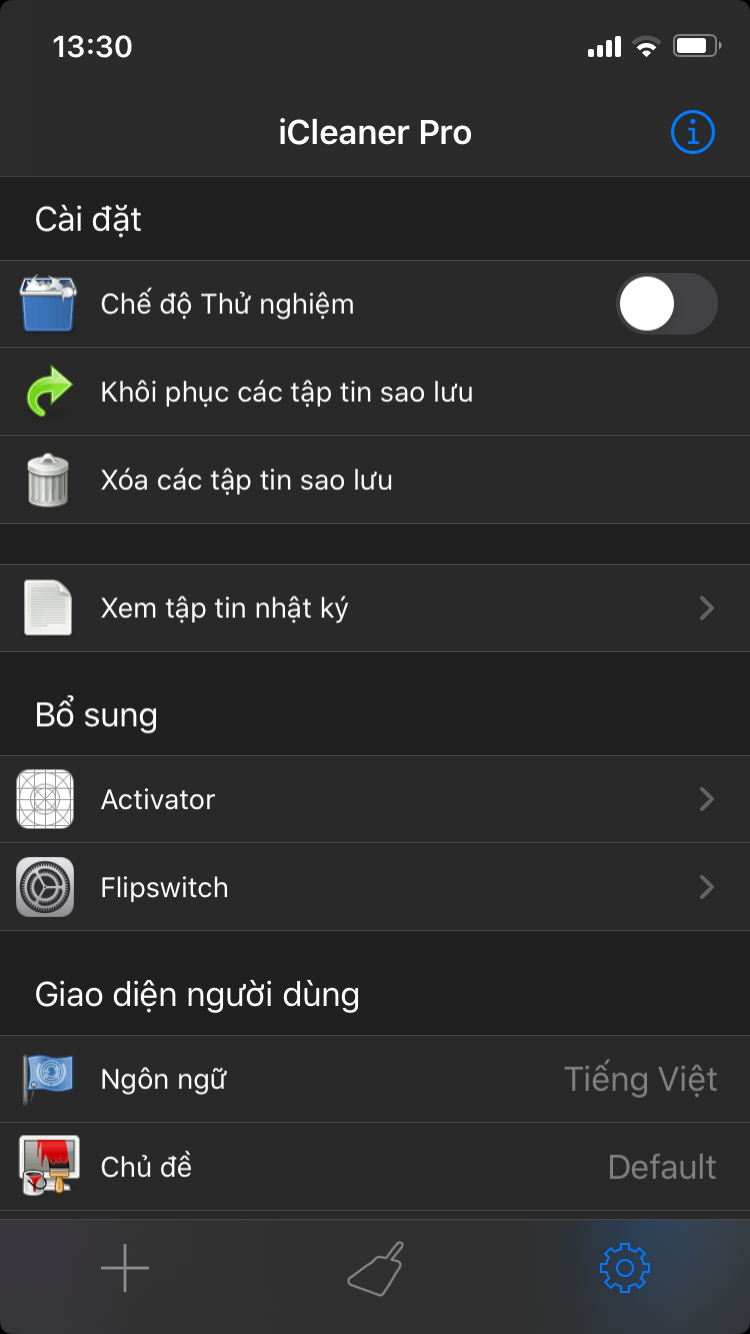 13:30
iCleaner Pro
Cài đặt
Chế độ Thử nghiệm
Khôi phục các tập tin sao lưu
Xóa các tập tin sao lưu
Xem tập tin nhật ký
Bổ sung
Activator
Flipswitch
Giao diện người dùng
Ngôn ngữ Tiếng Việt
Chủ đề Default